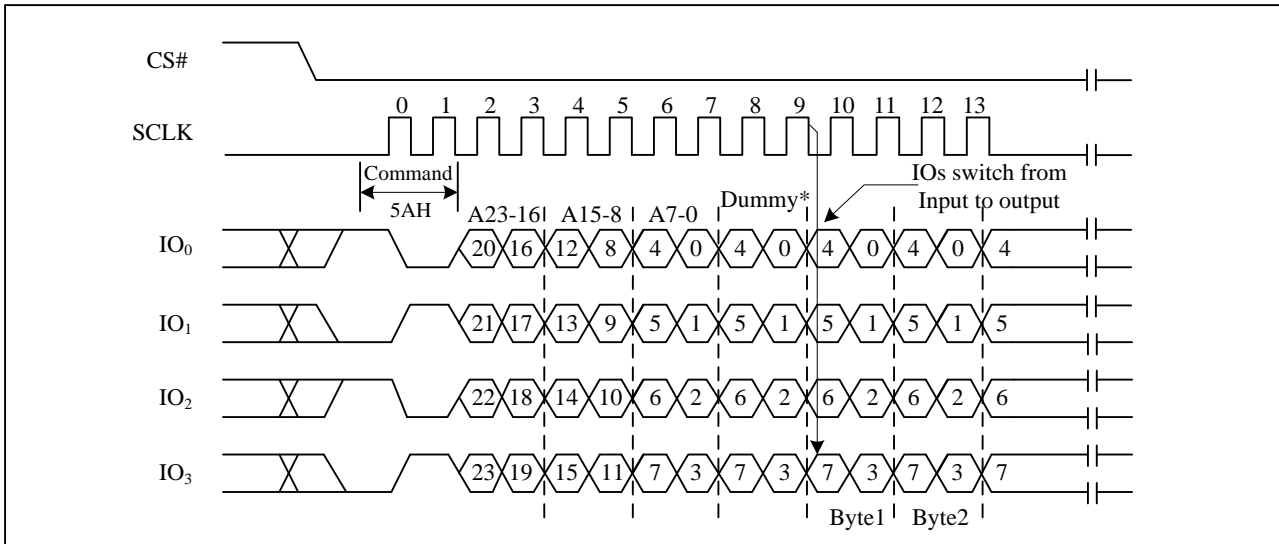 CS#
0 1 2 3 4 5 6 7 8 9 10 11 12 13
SCLK
Command
IOs switch from
Input to output
5AH
Dummy*
A23-16 A15-8 A7-0
IO₀ 20 16 12 8 4 0 4 0 4 0 4 0 4
IO₁ 21 17 13 9 5 1 5 1 5 1 5 1 5
IO₂ 22 18 14 10 6 2 6 2 6 2 6 2 6
IO₃ 23 19 15 11 7 3 7 3 7 3 7 3 7
Byte1 Byte2